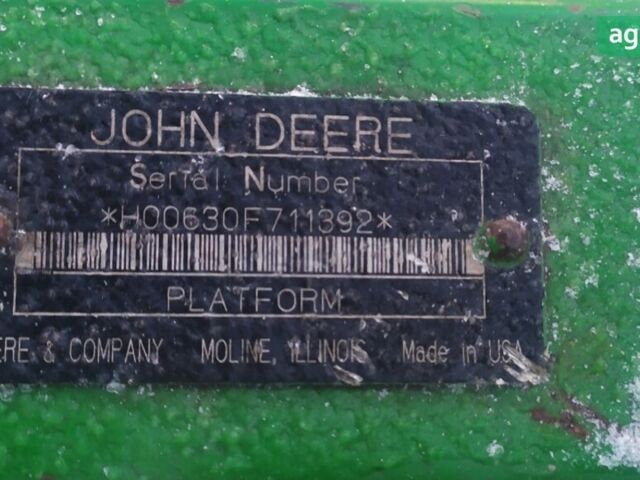 ag
JOHN DEERE
Serial Number
*H00630F711392*
PLATFORM
ERE & COMPANY MOLINE, ILLINOIS Made in USA